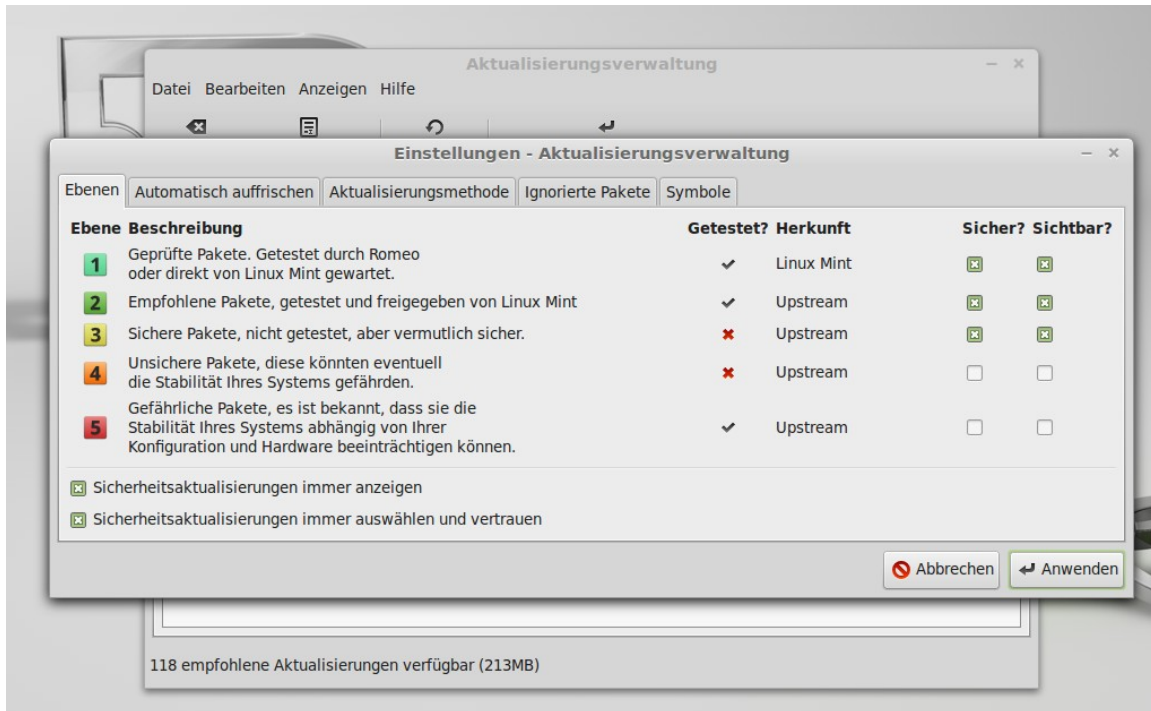 Aktualisierungsverwaltung
Datei Bearbeiten Anzeigen Hilfe
Einstellungen - Aktualisierungsverwaltung
Ebenen Automatisch auffrischen Aktualisierungsmethode Ignorierte Pakete Symbole
Ebene Beschreibung Getestet? Herkunft Sicher? Sichtbar?
1 Geprüfte Pakete. Getestet durch Romeo
oder direkt von Linux Mint gewartet. Linux Mint
2 Empfohlene Pakete, getestet und freigegeben von Linux Mint Upstream
3 Sichere Pakete, nicht getestet, aber vermutlich sicher. Upstream
4 Unsichere Pakete, diese könnten eventuell
die Stabilität Ihres Systems gefährden. Upstream
Gefährliche Pakete, es ist bekannt, dass sie die
5 Stabilität Ihres Systems abhängig von Ihrer Upstream
Konfiguration und Hardware beeinträchtigen können.
Sicherheitsaktualisierungen immer anzeigen
Sicherheitsaktualisierungen immer auswählen und vertrauen
Abbrechen Anwenden
118 empfohlene Aktualisierungen verfügbar (213MB)